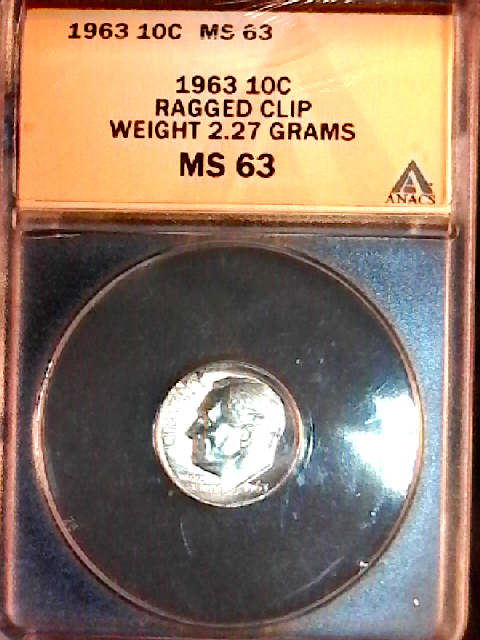 1963 10C MS 63
1963 10C
RAGGED CLIP
WEIGHT 2.27 GRAMS
MS 63
ANACS